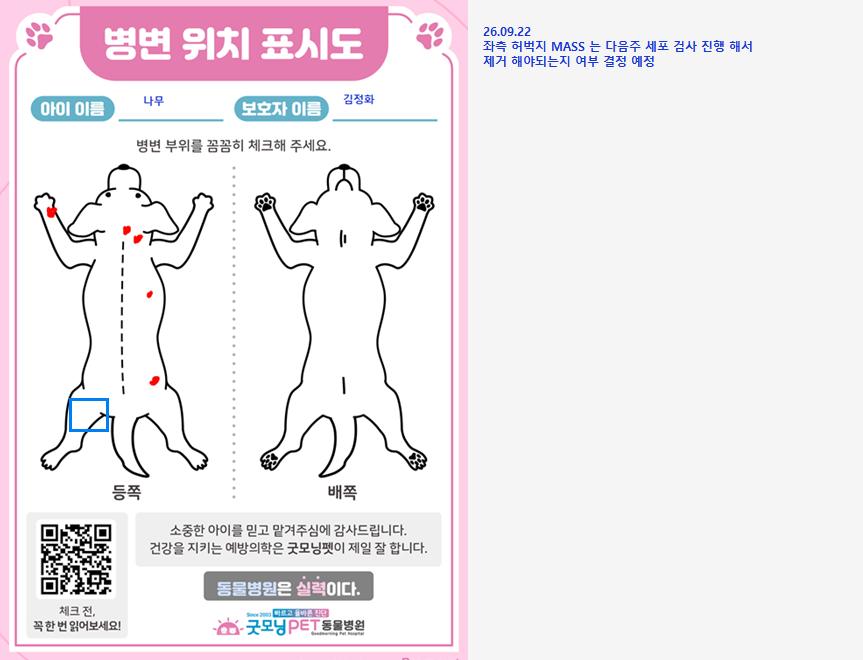 병변 위치 표시도
아이 이름 나무 보호자 이름 김정화
병변 부위를 꼼꼼히 체크해 주세요.
등쪽 배쪽
체크 전,
꼭 한 번 읽어보세요!
소중한 아이를 믿고 맡겨주심에 감사드립니다.
건강을 지키는 예방의학은 굿모닝펫이 제일 잘 합니다.
동물병원은 실력이다.
Since 2003 빠르고 올바른 진단
굿모닝PET동물병원
Goodmorning Pet Hospital
26.09.22
좌측 허벅지 MASS 는 다음주 세포 검사 진행 해서
제거 해야되는지 여부 결정 예정